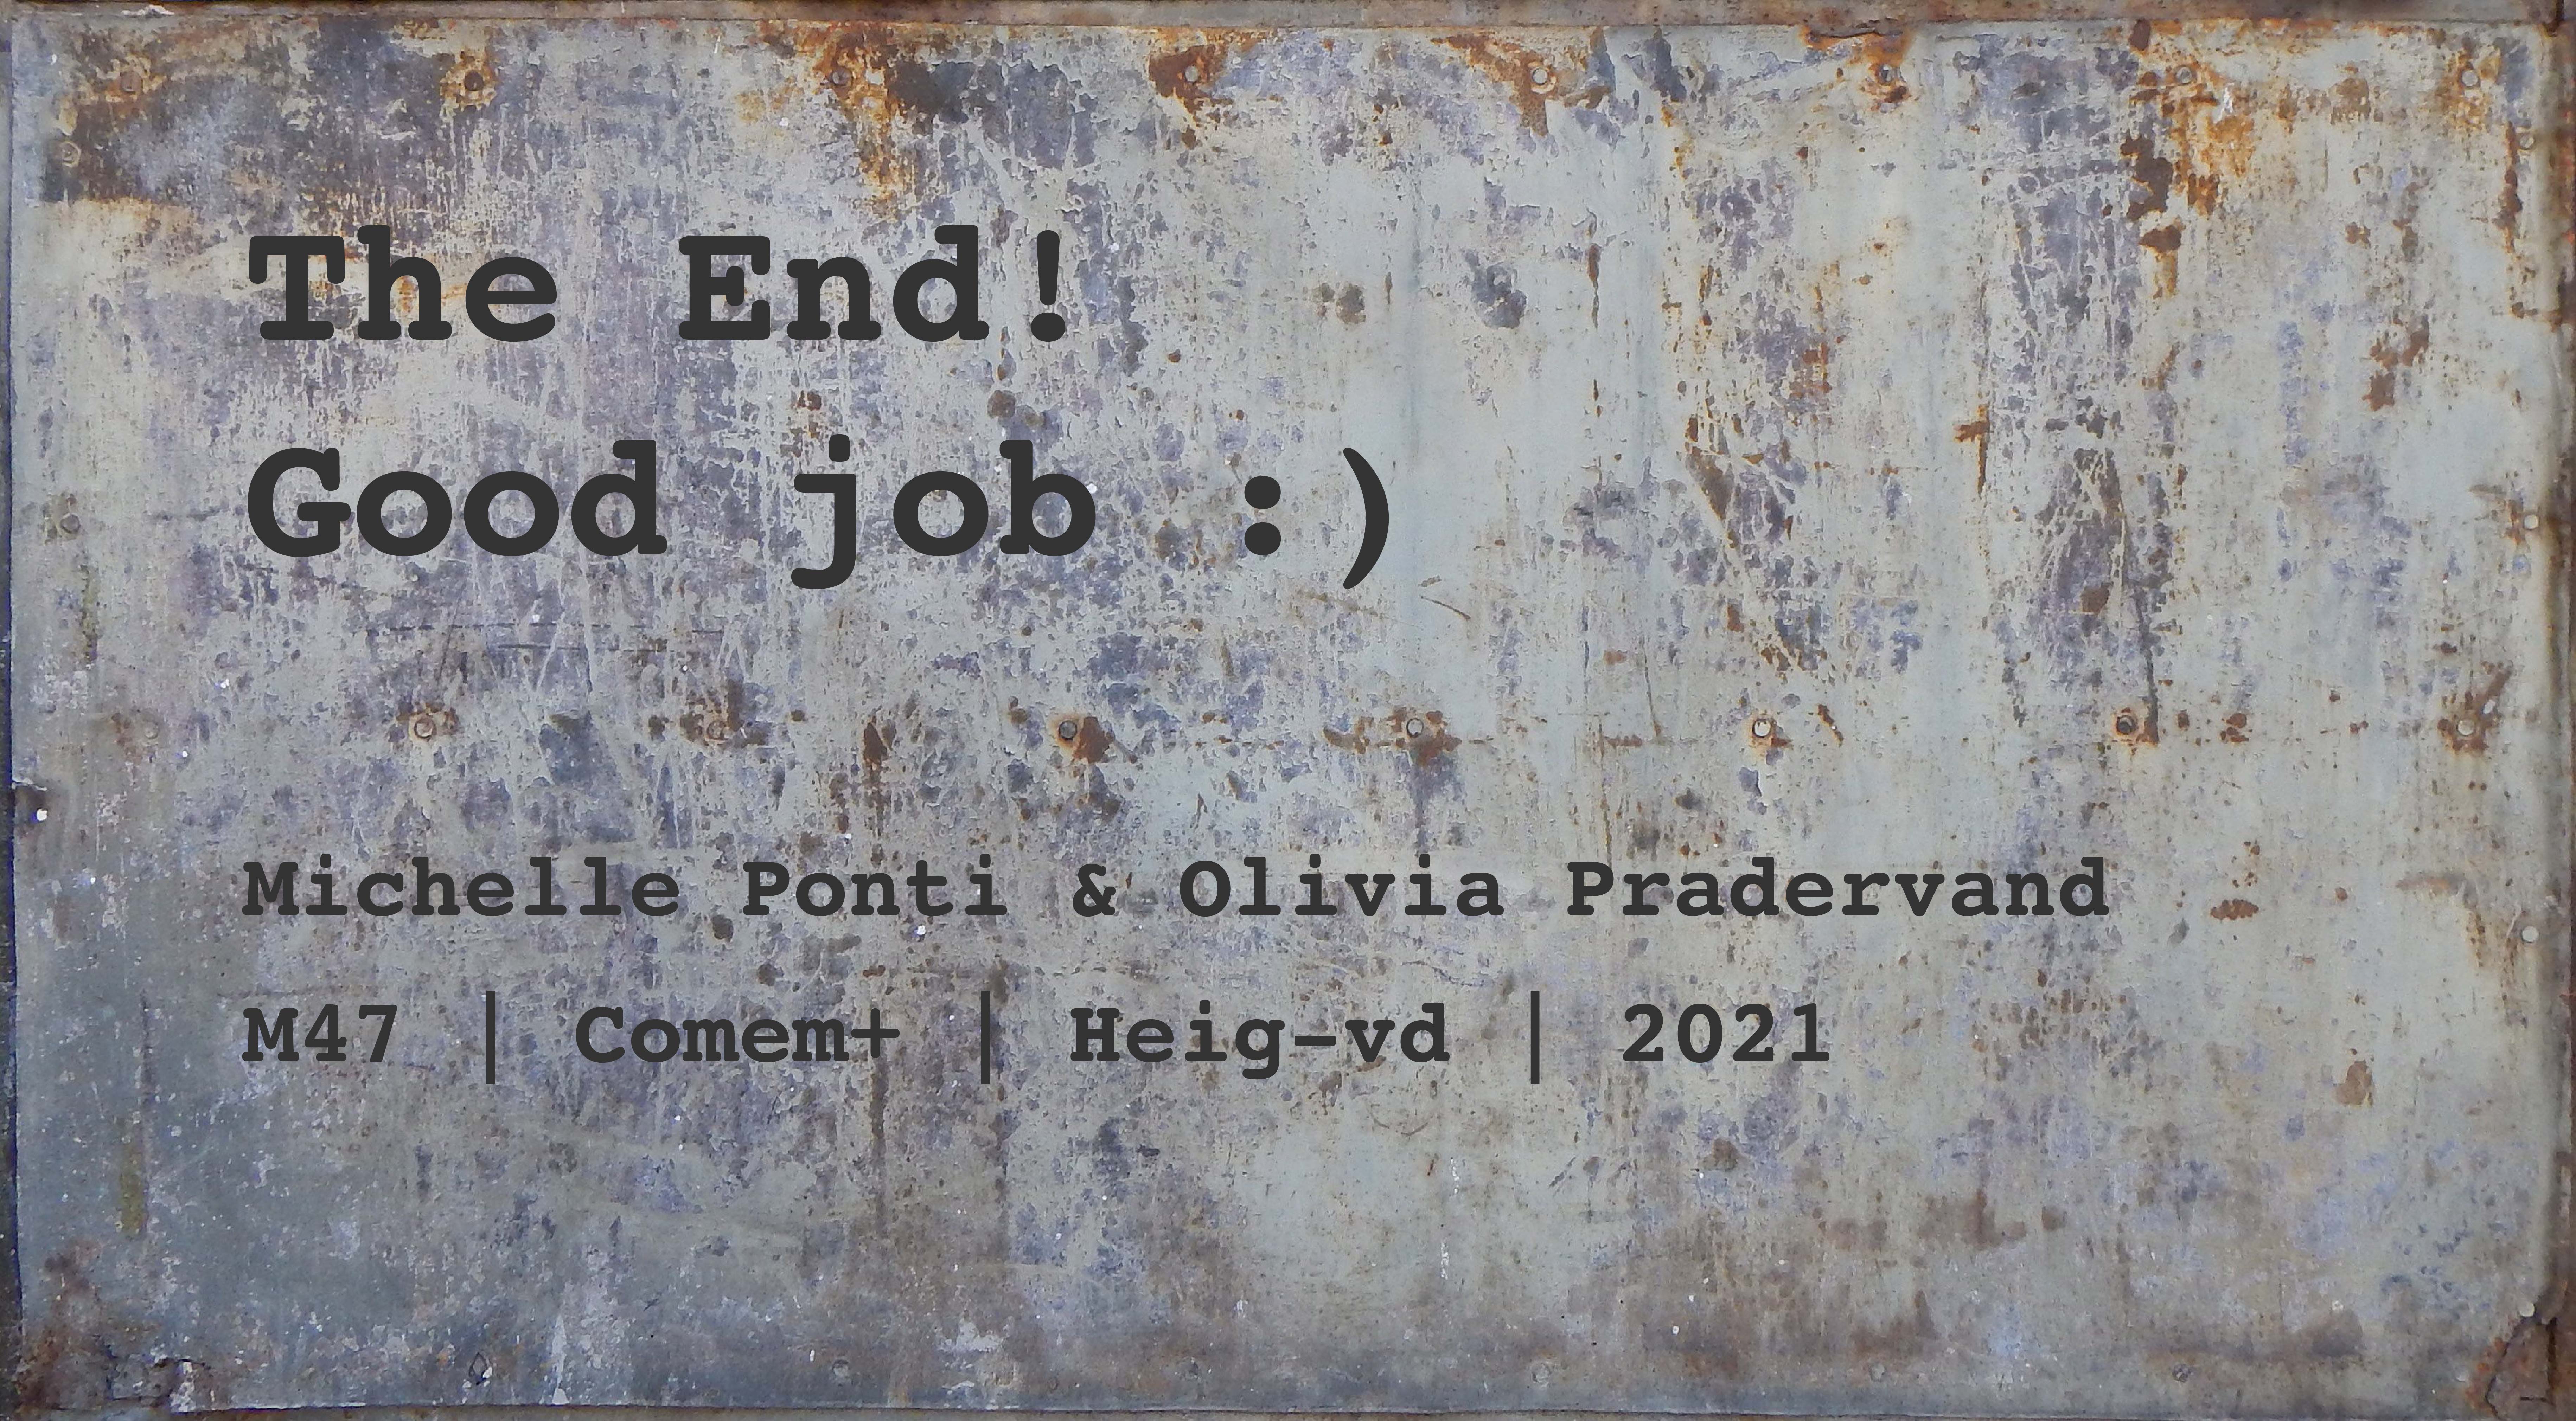 The End!
Good job :)
Michelle Ponti & Olivia Pradervand
M47 | Comem+ | Heig-vd | 2021